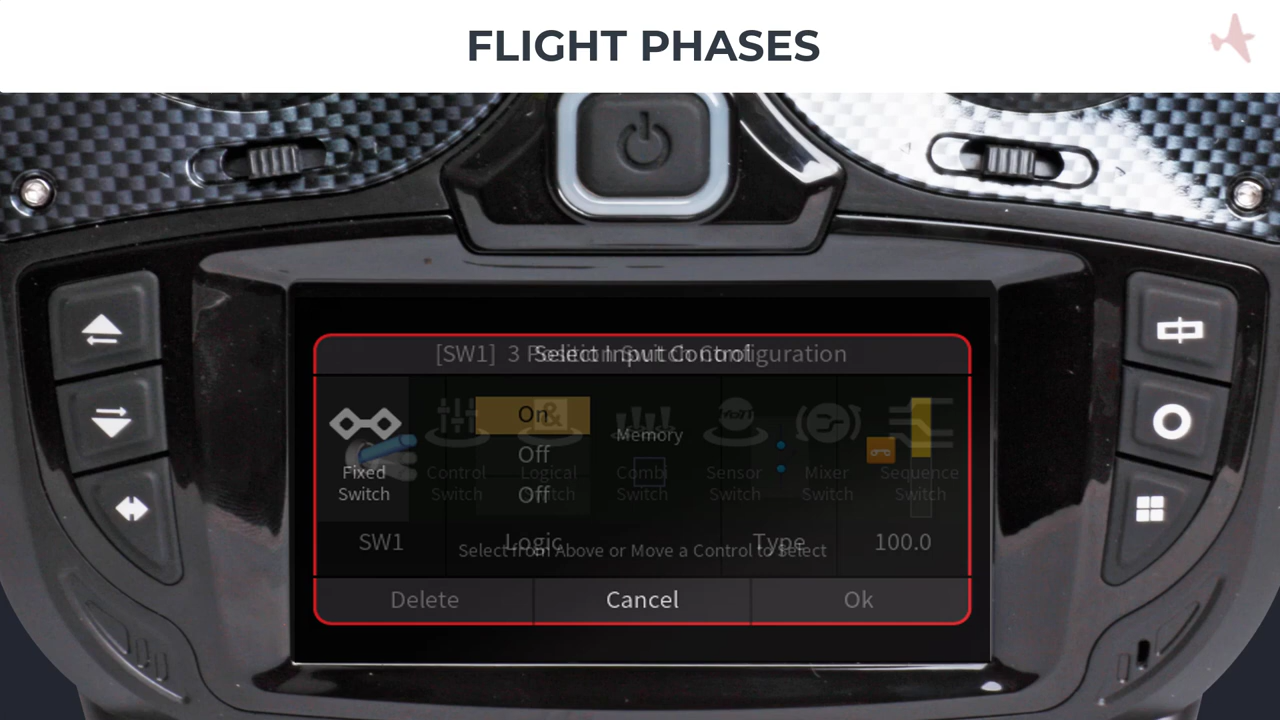 FLIGHT PHASES
[SW1] 3 Position Switch Configuration
Select Input Control
On
Off
Off
Memory
Fixed Switch
Control Switch
Logical Switch
Combi Switch
Sensor Switch
Mixer Switch
Sequence Switch
SW1
Logic
Type
100.0
Select from Above or Move a Control to Select
Delete
Cancel
Ok